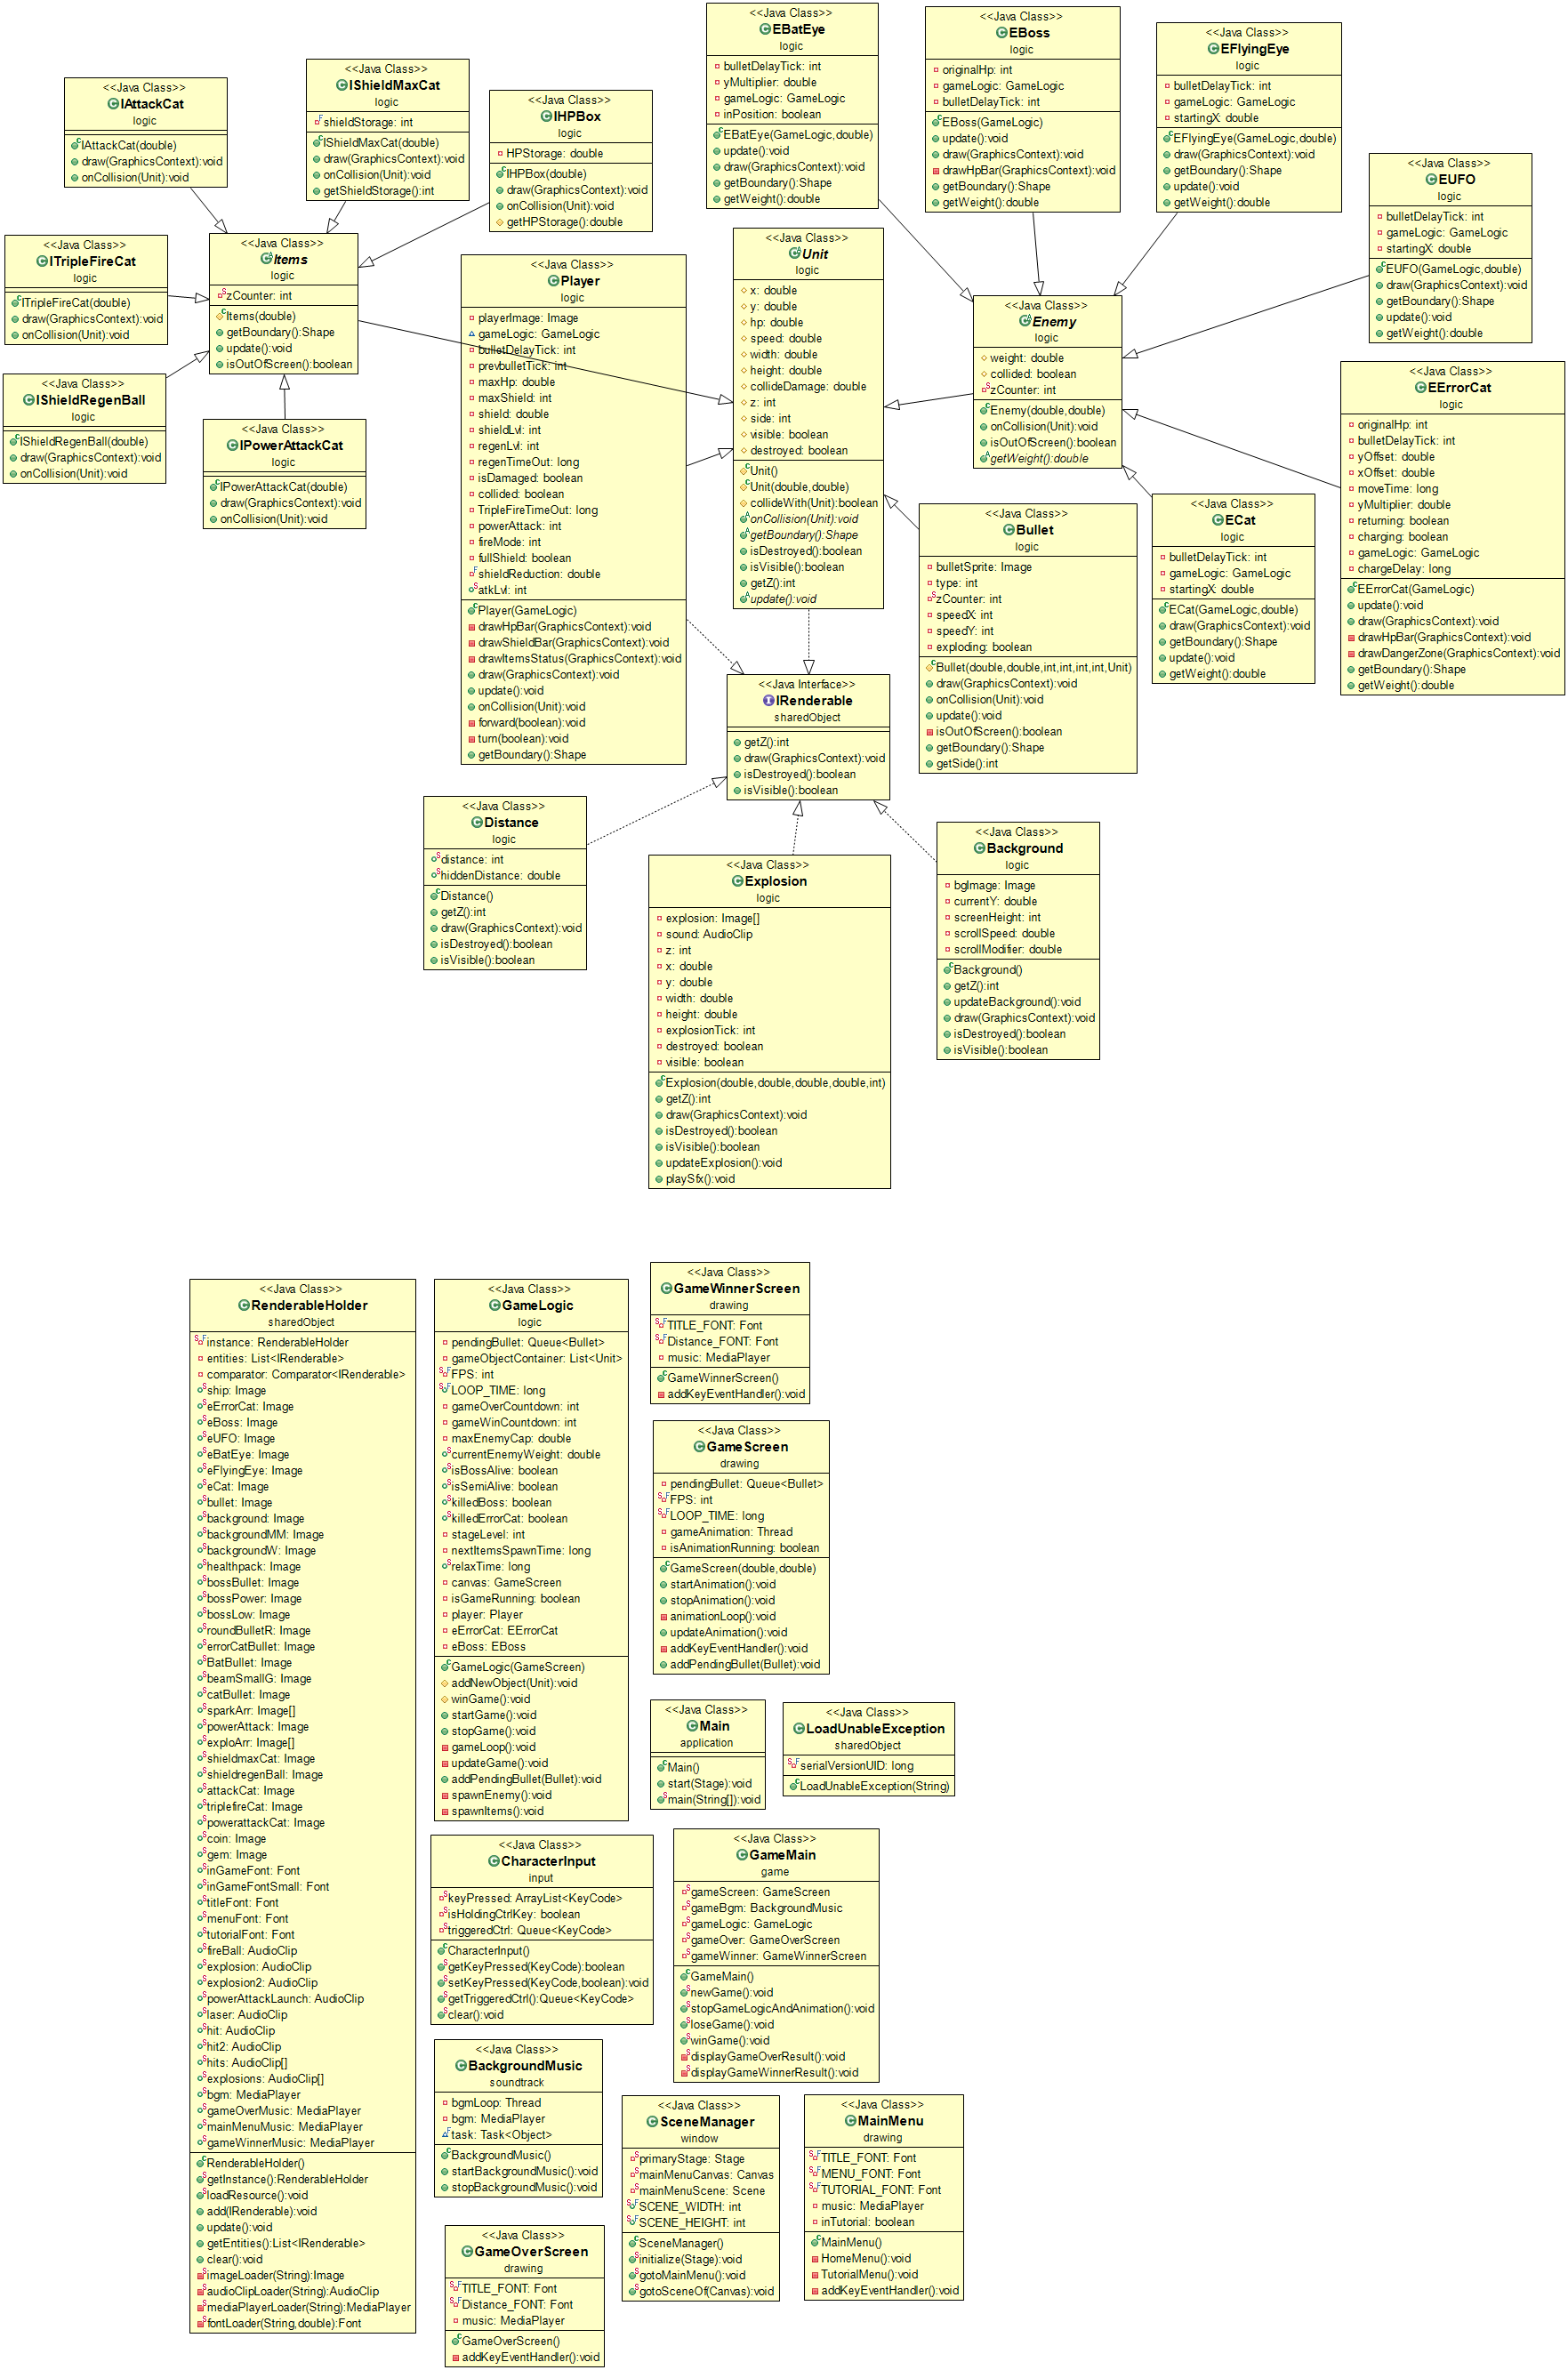 <<Java Class>>
IAttackCat
logic
IAttackCat(double)
draw(GraphicsContext):void
onCollision(Unit):void
<<Java Class>>
IShieldMaxCat
logic
shieldStorage: int
IShieldMaxCat(double)
draw(GraphicsContext):void
onCollision(Unit):void
getShieldStorage():int
<<Java Class>>
IHPBox
logic
HPStorage: double
IHPBox(double)
draw(GraphicsContext):void
onCollision(Unit):void
getHPStorage():double
<<Java Class>>
EBatEye
logic
bulletDelayTick: int
yMultiplier: double
gameLogic: GameLogic
inPosition: boolean
EBatEye(GameLogic,double)
update():void
draw(GraphicsContext):void
getBoundary():Shape
getWeight():double
<<Java Class>>
EBoss
logic
originalHp: int
gameLogic: GameLogic
bulletDelayTick: int
EBoss(GameLogic)
update():void
draw(GraphicsContext):void
drawHpBar(GraphicsContext):void
getBoundary():Shape
getWeight():double
<<Java Class>>
EFlyingEye
logic
bulletDelayTick: int
gameLogic: GameLogic
startingX: double
EFlyingEye(GameLogic,double)
draw(GraphicsContext):void
getBoundary():Shape
update():void
getWeight():double
<<Java Class>>
EUFO
logic
bulletDelayTick: int
gameLogic: GameLogic
startingX: double
EUFO(GameLogic,double)
draw(GraphicsContext):void
getBoundary():Shape
update():void
getWeight():double
<<Java Class>>
ITripleFireCat
logic
ITripleFireCat(double)
draw(GraphicsContext):void
onCollision(Unit):void
<<Java Class>>
Items
logic
zCounter: int
Items(double)
getBoundary():Shape
update():void
isOutOfScreen():boolean
<<Java Class>>
Player
logic
playerImage: Image
gameLogic: GameLogic
bulletDelayTick: int
prevbulletTick: int
maxHp: double
maxShield: int
shield: double
shieldLvl: int
regenLvl: int
regenTimeOut: long
isDamaged: boolean
collided: boolean
TripleFireTimeOut: long
powerAttack: int
fireMode: int
fullShield: boolean
shieldReduction: double
atkLvl: int
Player(GameLogic)
drawHpBar(GraphicsContext):void
drawShieldBar(GraphicsContext):void
drawItemsStatus(GraphicsContext):void
draw(GraphicsContext):void
update():void
onCollision(Unit):void
forward(boolean):void
turn(boolean):void
getBoundary():Shape
<<Java Class>>
Unit
logic
x: double
y: double
hp: double
speed: double
width: double
height: double
collideDamage: double
z: int
side: int
visible: boolean
destroyed: boolean
Unit()
Unit(double,double)
collideWith(Unit):boolean
onCollision(Unit):void
getBoundary():Shape
isDestroyed():boolean
isVisible():boolean
getZ():int
update():void
<<Java Class>>
Enemy
logic
weight: double
collided: boolean
zCounter: int
Enemy(double,double)
onCollision(Unit):void
isOutOfScreen():boolean
getWeight():double
<<Java Class>>
EErrorCat
logic
originalHp: int
bulletDelayTick: int
yOffset: double
xOffset: double
moveTime: long
yMultiplier: double
returning: boolean
charging: boolean
gameLogic: GameLogic
chargeDelay: long
EErrorCat(GameLogic)
update():void
draw(GraphicsContext):void
drawHpBar(GraphicsContext):void
drawDangerZone(GraphicsContext):void
getBoundary():Shape
getWeight():double
<<Java Class>>
IShieldRegenBall
logic
IShieldRegenBall(double)
draw(GraphicsContext):void
onCollision(Unit):void
<<Java Class>>
IPowerAttackCat
logic
IPowerAttackCat(double)
draw(GraphicsContext):void
onCollision(Unit):void
<<Java Class>>
Bullet
logic
bulletSprite: Image
type: int
zCounter: int
speedX: int
speedY: int
exploding: boolean
Bullet(double,double,int,int,int,int,Unit)
draw(GraphicsContext):void
onCollision(Unit):void
update():void
isOutOfScreen():boolean
getBoundary():Shape
getSide():int
<<Java Class>>
ECat
logic
bulletDelayTick: int
gameLogic: GameLogic
startingX: double
ECat(GameLogic,double)
draw(GraphicsContext):void
getBoundary():Shape
update():void
getWeight():double
<<Java Interface>>
IRenderable
sharedObject
getZ():int
draw(GraphicsContext):void
isDestroyed():boolean
isVisible():boolean
<<Java Class>>
Distance
logic
distance: int
hiddenDistance: double
Distance()
getZ():int
draw(GraphicsContext):void
isDestroyed():boolean
isVisible():boolean
<<Java Class>>
Explosion
logic
explosion: Image[]
sound: AudioClip
z: int
x: double
y: double
width: double
height: double
explosionTick: int
destroyed: boolean
visible: boolean
Explosion(double,double,double,double,int)
getZ():int
draw(GraphicsContext):void
isDestroyed():boolean
isVisible():boolean
updateExplosion():void
playSfx():void
<<Java Class>>
Background
logic
bgImage: Image
currentY: double
screenHeight: int
scrollSpeed: double
scrollModifier: double
Background()
getZ():int
updateBackground():void
draw(GraphicsContext):void
isDestroyed():boolean
isVisible():boolean
<<Java Class>>
RenderableHolder
sharedObject
instance: RenderableHolder
entities: List<IRenderable>
comparator: Comparator<IRenderable>
ship: Image
eErrorCat: Image
eBoss: Image
eUFO: Image
eBatEye: Image
eFlyingEye: Image
eCat: Image
bullet: Image
background: Image
backgroundMM: Image
backgroundW: Image
healthpack: Image
bossBullet: Image
bossPower: Image
bossLow: Image
roundBulletR: Image
errorCatBullet: Image
BatBullet: Image
beamSmallG: Image
catBullet: Image
sparkArr: Image[]
powerAttack: Image
exploArr: Image[]
shieldmaxCat: Image
shieldregenBall: Image
attackCat: Image
triplefireCat: Image
powerattackCat: Image
coin: Image
gem: Image
inGameFont: Font
inGameFontSmall: Font
titleFont: Font
menuFont: Font
tutorialFont: Font
fireBall: AudioClip
explosion: AudioClip
explosion2: AudioClip
powerAttackLaunch: AudioClip
laser: AudioClip
hit: AudioClip
hit2: AudioClip
hits: AudioClip[]
explosions: AudioClip[]
bgm: MediaPlayer
gameOverMusic: MediaPlayer
mainMenuMusic: MediaPlayer
gameWinnerMusic: MediaPlayer
RenderableHolder()
getInstance():RenderableHolder
loadResource():void
add(IRenderable):void
update():void
getEntities():List<IRenderable>
clear():void
imageLoader(String):Image
audioClipLoader(String):AudioClip
mediaPlayerLoader(String):MediaPlayer
fontLoader(String,double):Font
<<Java Class>>
GameLogic
logic
pendingBullet: Queue<Bullet>
gameObjectContainer: List<Unit>
FPS: int
LOOP_TIME: long
gameOverCountdown: int
gameWinCountdown: int
maxEnemyCap: double
currentEnemyWeight: double
isBossAlive: boolean
isSemiAlive: boolean
killedBoss: boolean
killedErrorCat: boolean
stageLevel: int
nextItemsSpawnTime: long
relaxTime: long
canvas: GameScreen
isGameRunning: boolean
player: Player
eErrorCat: EErrorCat
eBoss: EBoss
GameLogic(GameScreen)
addNewObject(Unit):void
winGame():void
startGame():void
stopGame():void
gameLoop():void
updateGame():void
addPendingBullet(Bullet):void
spawnEnemy():void
spawnItems():void
<<Java Class>>
GameWinnerScreen
drawing
TITLE_FONT: Font
Distance_FONT: Font
music: MediaPlayer
GameWinnerScreen()
addKeyEventHandler():void
<<Java Class>>
GameScreen
drawing
pendingBullet: Queue<Bullet>
FPS: int
LOOP_TIME: long
gameAnimation: Thread
isAnimationRunning: boolean
GameScreen(double,double)
startAnimation():void
stopAnimation():void
animationLoop():void
updateAnimation():void
addKeyEventHandler():void
addPendingBullet(Bullet):void
<<Java Class>>
Main
application
Main()
start(Stage):void
main(String[]):void
<<Java Class>>
LoadUnableException
sharedObject
serialVersionUID: long
LoadUnableException(String)
<<Java Class>>
CharacterInput
input
keyPressed: ArrayList<KeyCode>
isHoldingCtrlKey: boolean
triggeredCtrl: Queue<KeyCode>
CharacterInput()
getKeyPressed(KeyCode):boolean
setKeyPressed(KeyCode,boolean):void
getTriggeredCtrl():Queue<KeyCode>
clear():void
<<Java Class>>
GameMain
game
gameScreen: GameScreen
gameBgm: BackgroundMusic
gameLogic: GameLogic
gameOver: GameOverScreen
gameWinner: GameWinnerScreen
GameMain()
newGame():void
stopGameLogicAndAnimation():void
loseGame():void
winGame():void
displayGameOverResult():void
displayGameWinnerResult():void
<<Java Class>>
BackgroundMusic
soundtrack
bgmLoop: Thread
bgm: MediaPlayer
task: Task<Object>
BackgroundMusic()
startBackgroundMusic():void
stopBackgroundMusic():void
<<Java Class>>
SceneManager
window
primaryStage: Stage
mainMenuCanvas: Canvas
mainMenuScene: Scene
SCENE_WIDTH: int
SCENE_HEIGHT: int
SceneManager()
initialize(Stage):void
gotoMainMenu():void
gotoSceneOf(Canvas):void
<<Java Class>>
MainMenu
drawing
TITLE_FONT: Font
MENU_FONT: Font
TUTORIAL_FONT: Font
music: MediaPlayer
inTutorial: boolean
MainMenu()
HomeMenu():void
TutorialMenu():void
addKeyEventHandler():void
<<Java Class>>
GameOverScreen
drawing
TITLE_FONT: Font
Distance_FONT: Font
music: MediaPlayer
GameOverScreen()
addKeyEventHandler():void